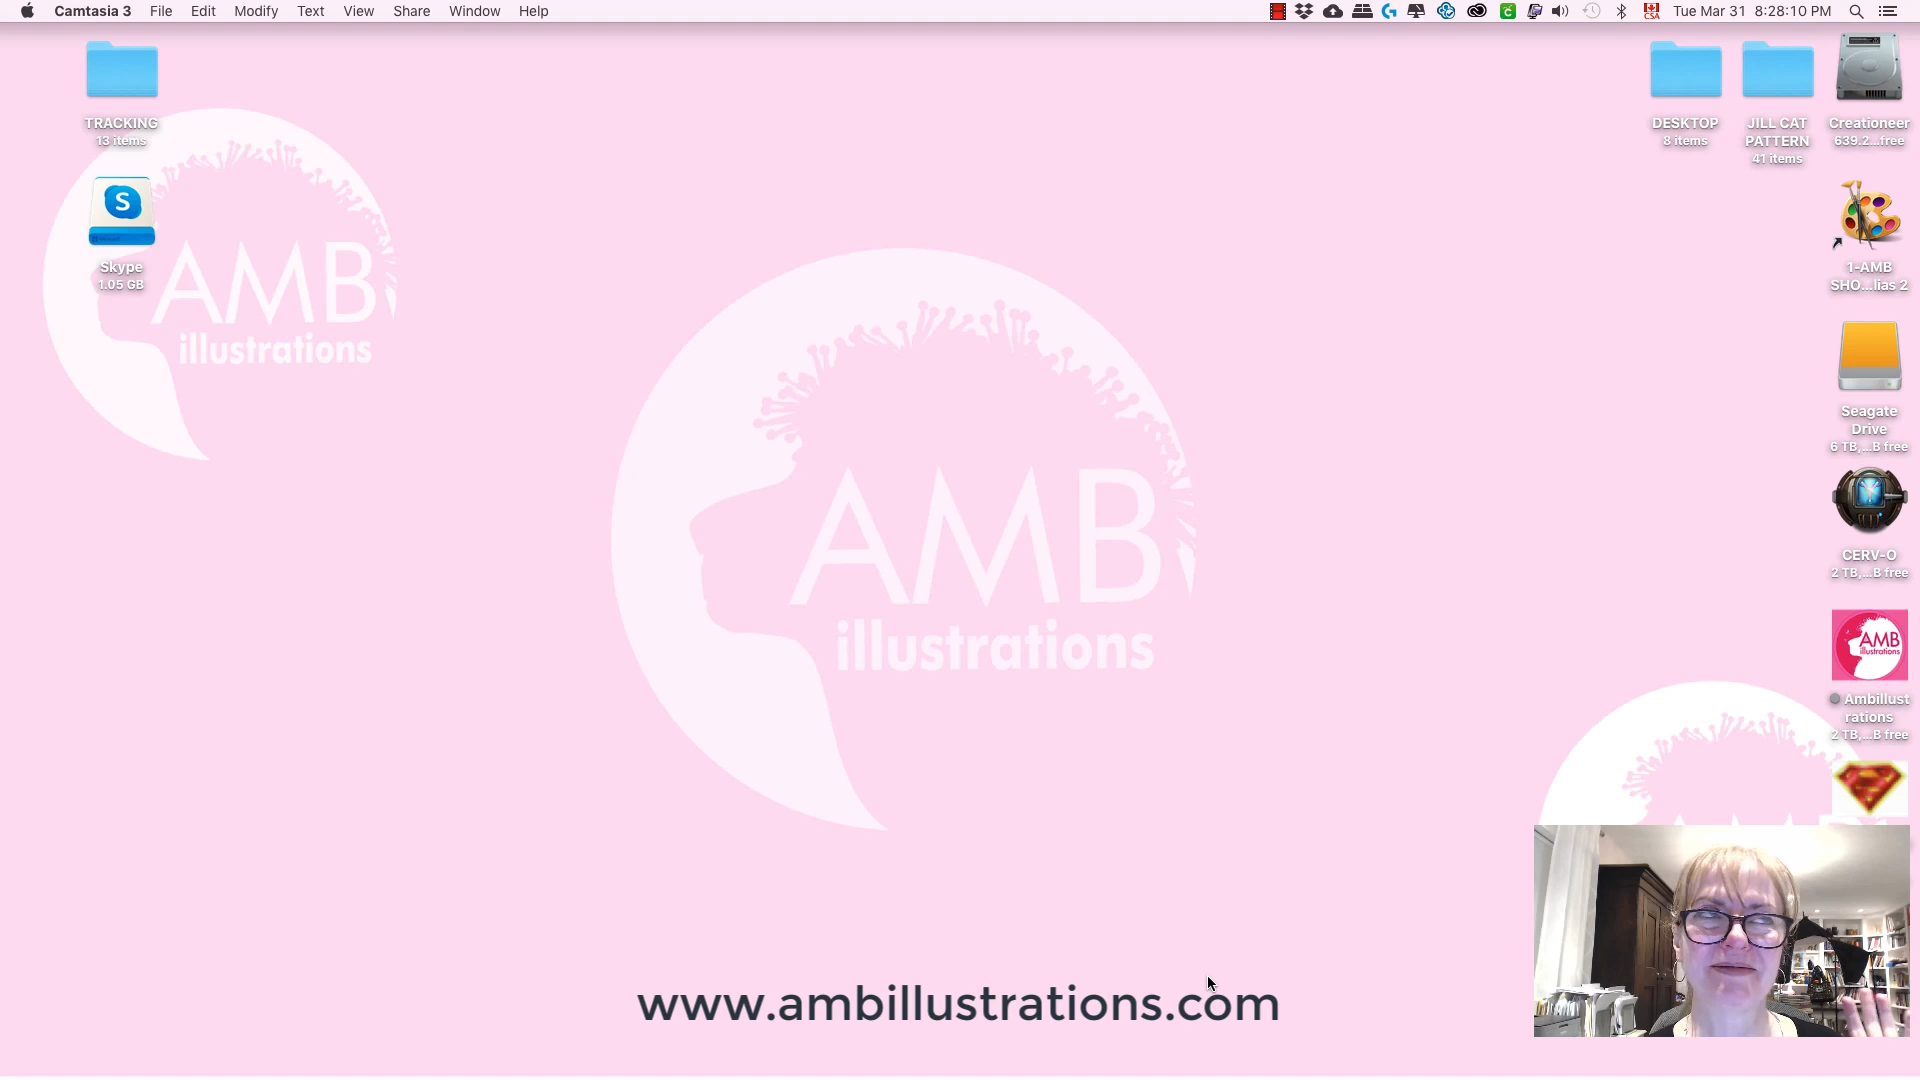 Camtasia 3 File Edit Modify Text View Share Window Help
Tue Mar 31 8:28:10 PM
TRACKING
13 items
DESKTOP
8 items
JILL CAT
PATTERN
41 items
Creationeer
639.2...free
S
Skype
1.05 GB
AMB
illustrations
1-AMB
SHO...lias 2
AMB
illustrations
Seagate
Drive
6 TB,...B free
CERV-O
2 TB,...B free
AMB
illustrations
Ambillust
rations
2 TB,...B free
www.ambillustrations.com